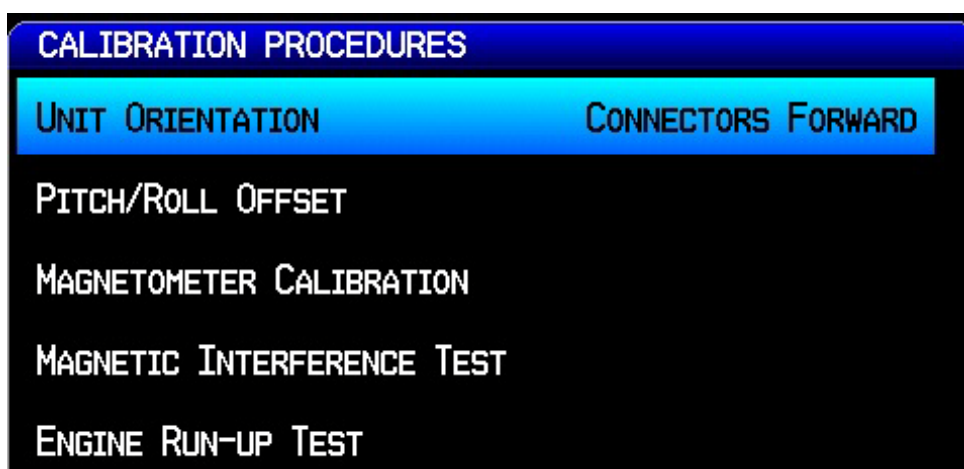 CALIBRATION PROCEDURES
UNIT ORIENTATION CONNECTORS FORWARD
PITCH/ROLL OFFSET
MAGNETOMETER CALIBRATION
MAGNETIC INTERFERENCE TEST
ENGINE RUN-UP TEST